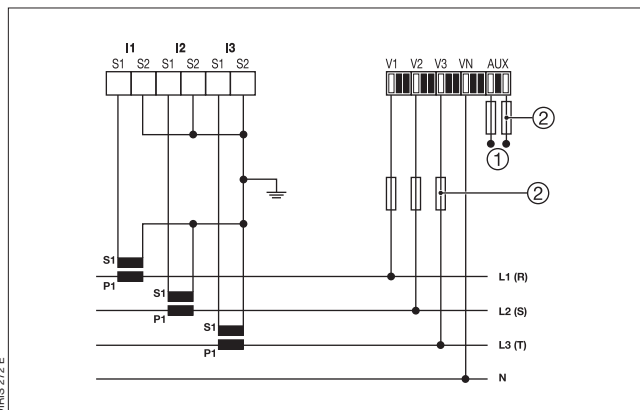 I1 I2 I3
S1 S2 S1 S2 S1 S2
V1 V2 V3 VN AUX
2
1
2
S1
P1
L1 (R)
S1
P1
L2 (S)
S1
P1
L3 (T)
N